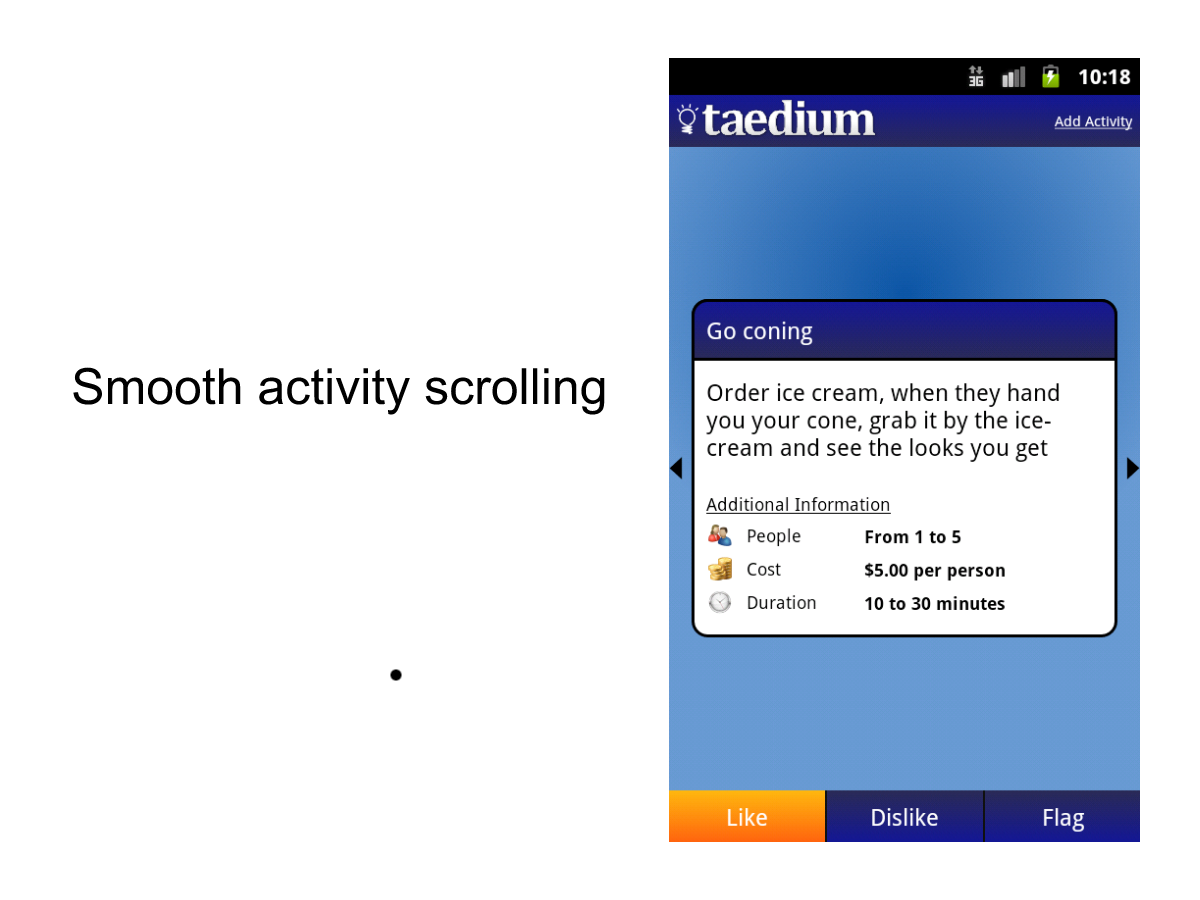 Smooth activity scrolling
3G 10:18
taedium Add Activity
Go coning
Order ice cream, when they hand
you your cone, grab it by the ice-
cream and see the looks you get
Additional Information
People From 1 to 5
Cost $5.00 per person
Duration 10 to 30 minutes
Like Dislike Flag